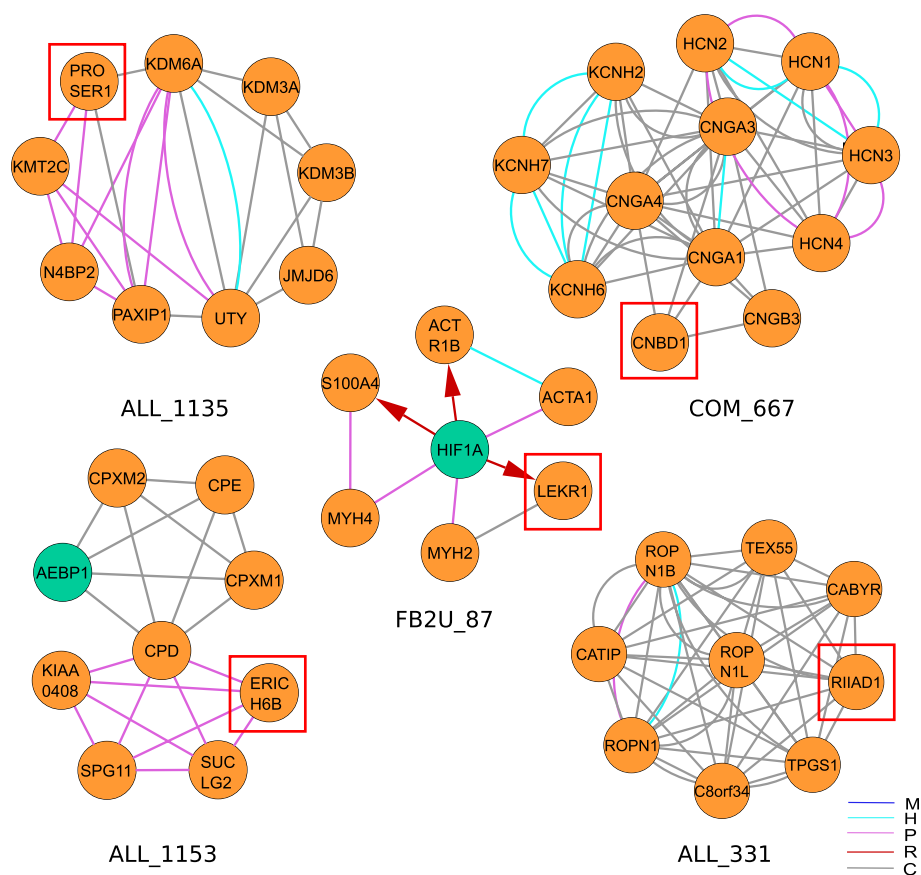 PRO
SER1
KDM6A
KDM3A
KMT2C
KDM3B
N4BP2
JMJD6
PAXIP1
UTY
ALL_1135
HCN2
HCN1
KCNH2
CNGA3
KCNH7
HCN3
CNGA4
HCN4
CNGA1
KCNH6
CNGB3
CNBD1
COM_667
ACT
R1B
S100A4
ACTA1
HIF1A
LEKR1
MYH4
MYH2
FB2U_87
CPXM2
CPE
AEBP1
CPXM1
CPD
KIAA
0408
ERIC
H6B
SPG11
SUC
LG2
ALL_1153
ROP
N1B
TEX55
CABYR
CATIP
ROP
N1L
RIIAD1
ROPN1
TPGS1
C8orf34
ALL_331
M
H
P
R
C